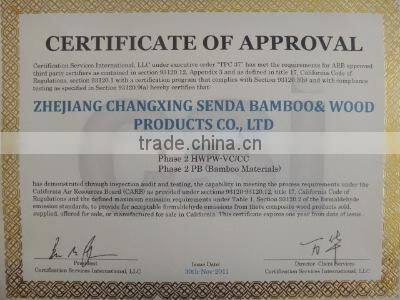 CERTIFICATE OF APPROVAL
Certification Services International, LLC under executive order "TPC 37" has met the requirements for ARB approved
third party certifiers as contained in section 93120.12, Appendix 3 and as defined in title 17, California Code of
Regulations, section 93120.1 with a certification program that complies with Section 93120.3(b) and with compliance
testing as specified in Section 93120.9(a) hereby certifies that:
ZHEJIANG CHANGXING SENDA BAMBOO& WOOD
PRODUCTS CO., LTD
trade.china.cn
Phase 2 HWPW-VC/CC
Phase 2 PB (Bamboo Materials)
has demonstrated through inspection audit and testing, the capability in meeting the process requirements under the
California Air Resources Board (CARB) as provided under sections 93120-93120.12, title 17, California Code of
Regulations and the defined maximum emission requirements under Table 1, Section 93120.2 of the formaldehyde
emission standards, to provide for acceptable formaldehyde emissions from there composite wood products sold,
supplied, offered for sale, or manufactured for sale in California. This certificate expires one year from date of issue.
President
Certification Services International, LLC
Issue Date:
30th-Nov-2011
Director Client Services
Certification Services International, LLC